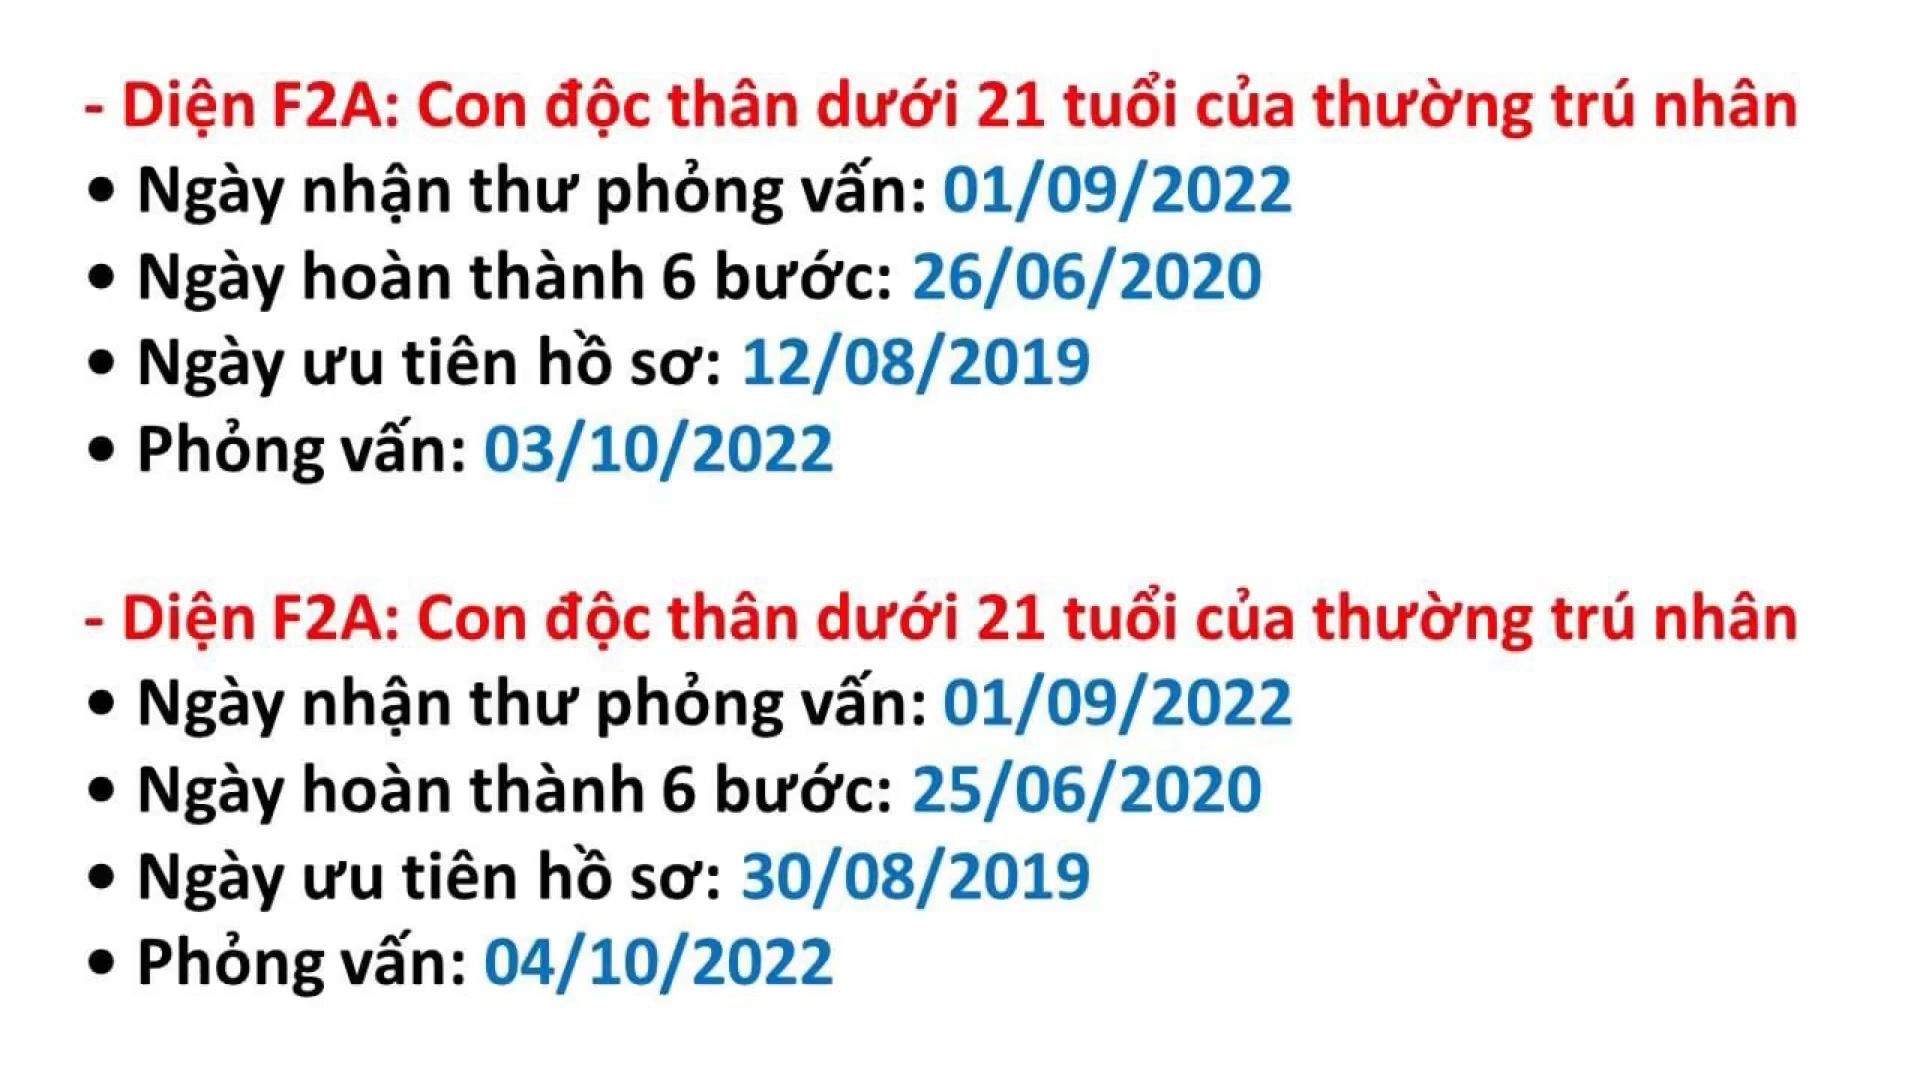 - Diện F2A: Con độc thân dưới 21 tuổi của thường trú nhân
• Ngày nhận thư phỏng vấn: 01/09/2022
• Ngày hoàn thành 6 bước: 26/06/2020
• Ngày ưu tiên hồ sơ: 12/08/2019
• Phỏng vấn: 03/10/2022
- Diện F2A: Con độc thân dưới 21 tuổi của thường trú nhân
• Ngày nhận thư phỏng vấn: 01/09/2022
• Ngày hoàn thành 6 bước: 25/06/2020
• Ngày ưu tiên hồ sơ: 30/08/2019
• Phỏng vấn: 04/10/2022